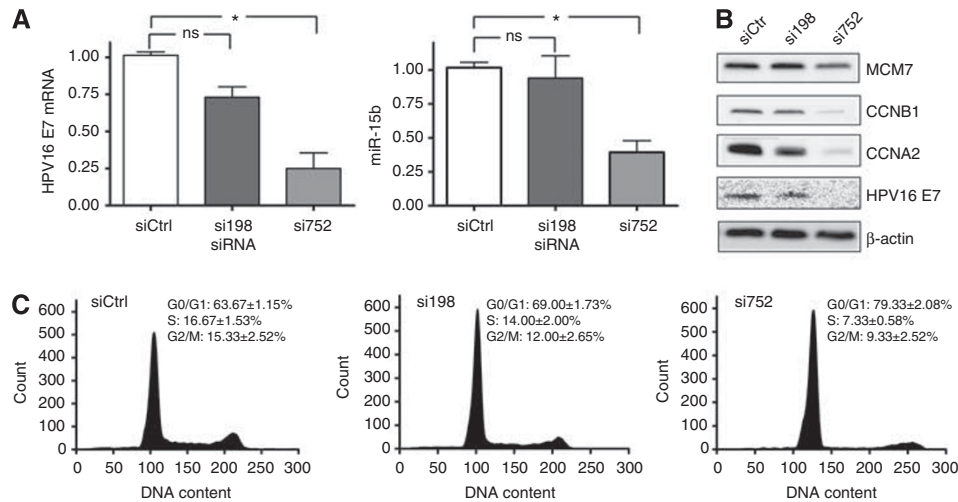 A
*
ns
HPV16 E7 mRNA
1.00
0.75
0.50
0.25
0.00
siCtrl
si198
si752
siRNA
*
ns
miR-15b
1.00
0.75
0.50
0.25
0.00
siCtrl
si198
si752
siRNA
B
siCtr
si198
si752
MCM7
CCNB1
CCNA2
HPV16 E7
β-actin
C
siCtrl
G0/G1: 63.67±1.15%
S: 16.67±1.53%
G2/M: 15.33±2.52%
Count
600
500
400
300
200
100
0
0 50 100 150 200 250 300
DNA content
si198
G0/G1: 69.00±1.73%
S: 14.00±2.00%
G2/M: 12.00±2.65%
Count
600
500
400
300
200
100
0
0 50 100 150 200 250 300
DNA content
si752
G0/G1: 79.33±2.08%
S: 7.33±0.58%
G2/M: 9.33±2.52%
Count
600
500
400
300
200
100
0
0 50 100 150 200 250 300
DNA content